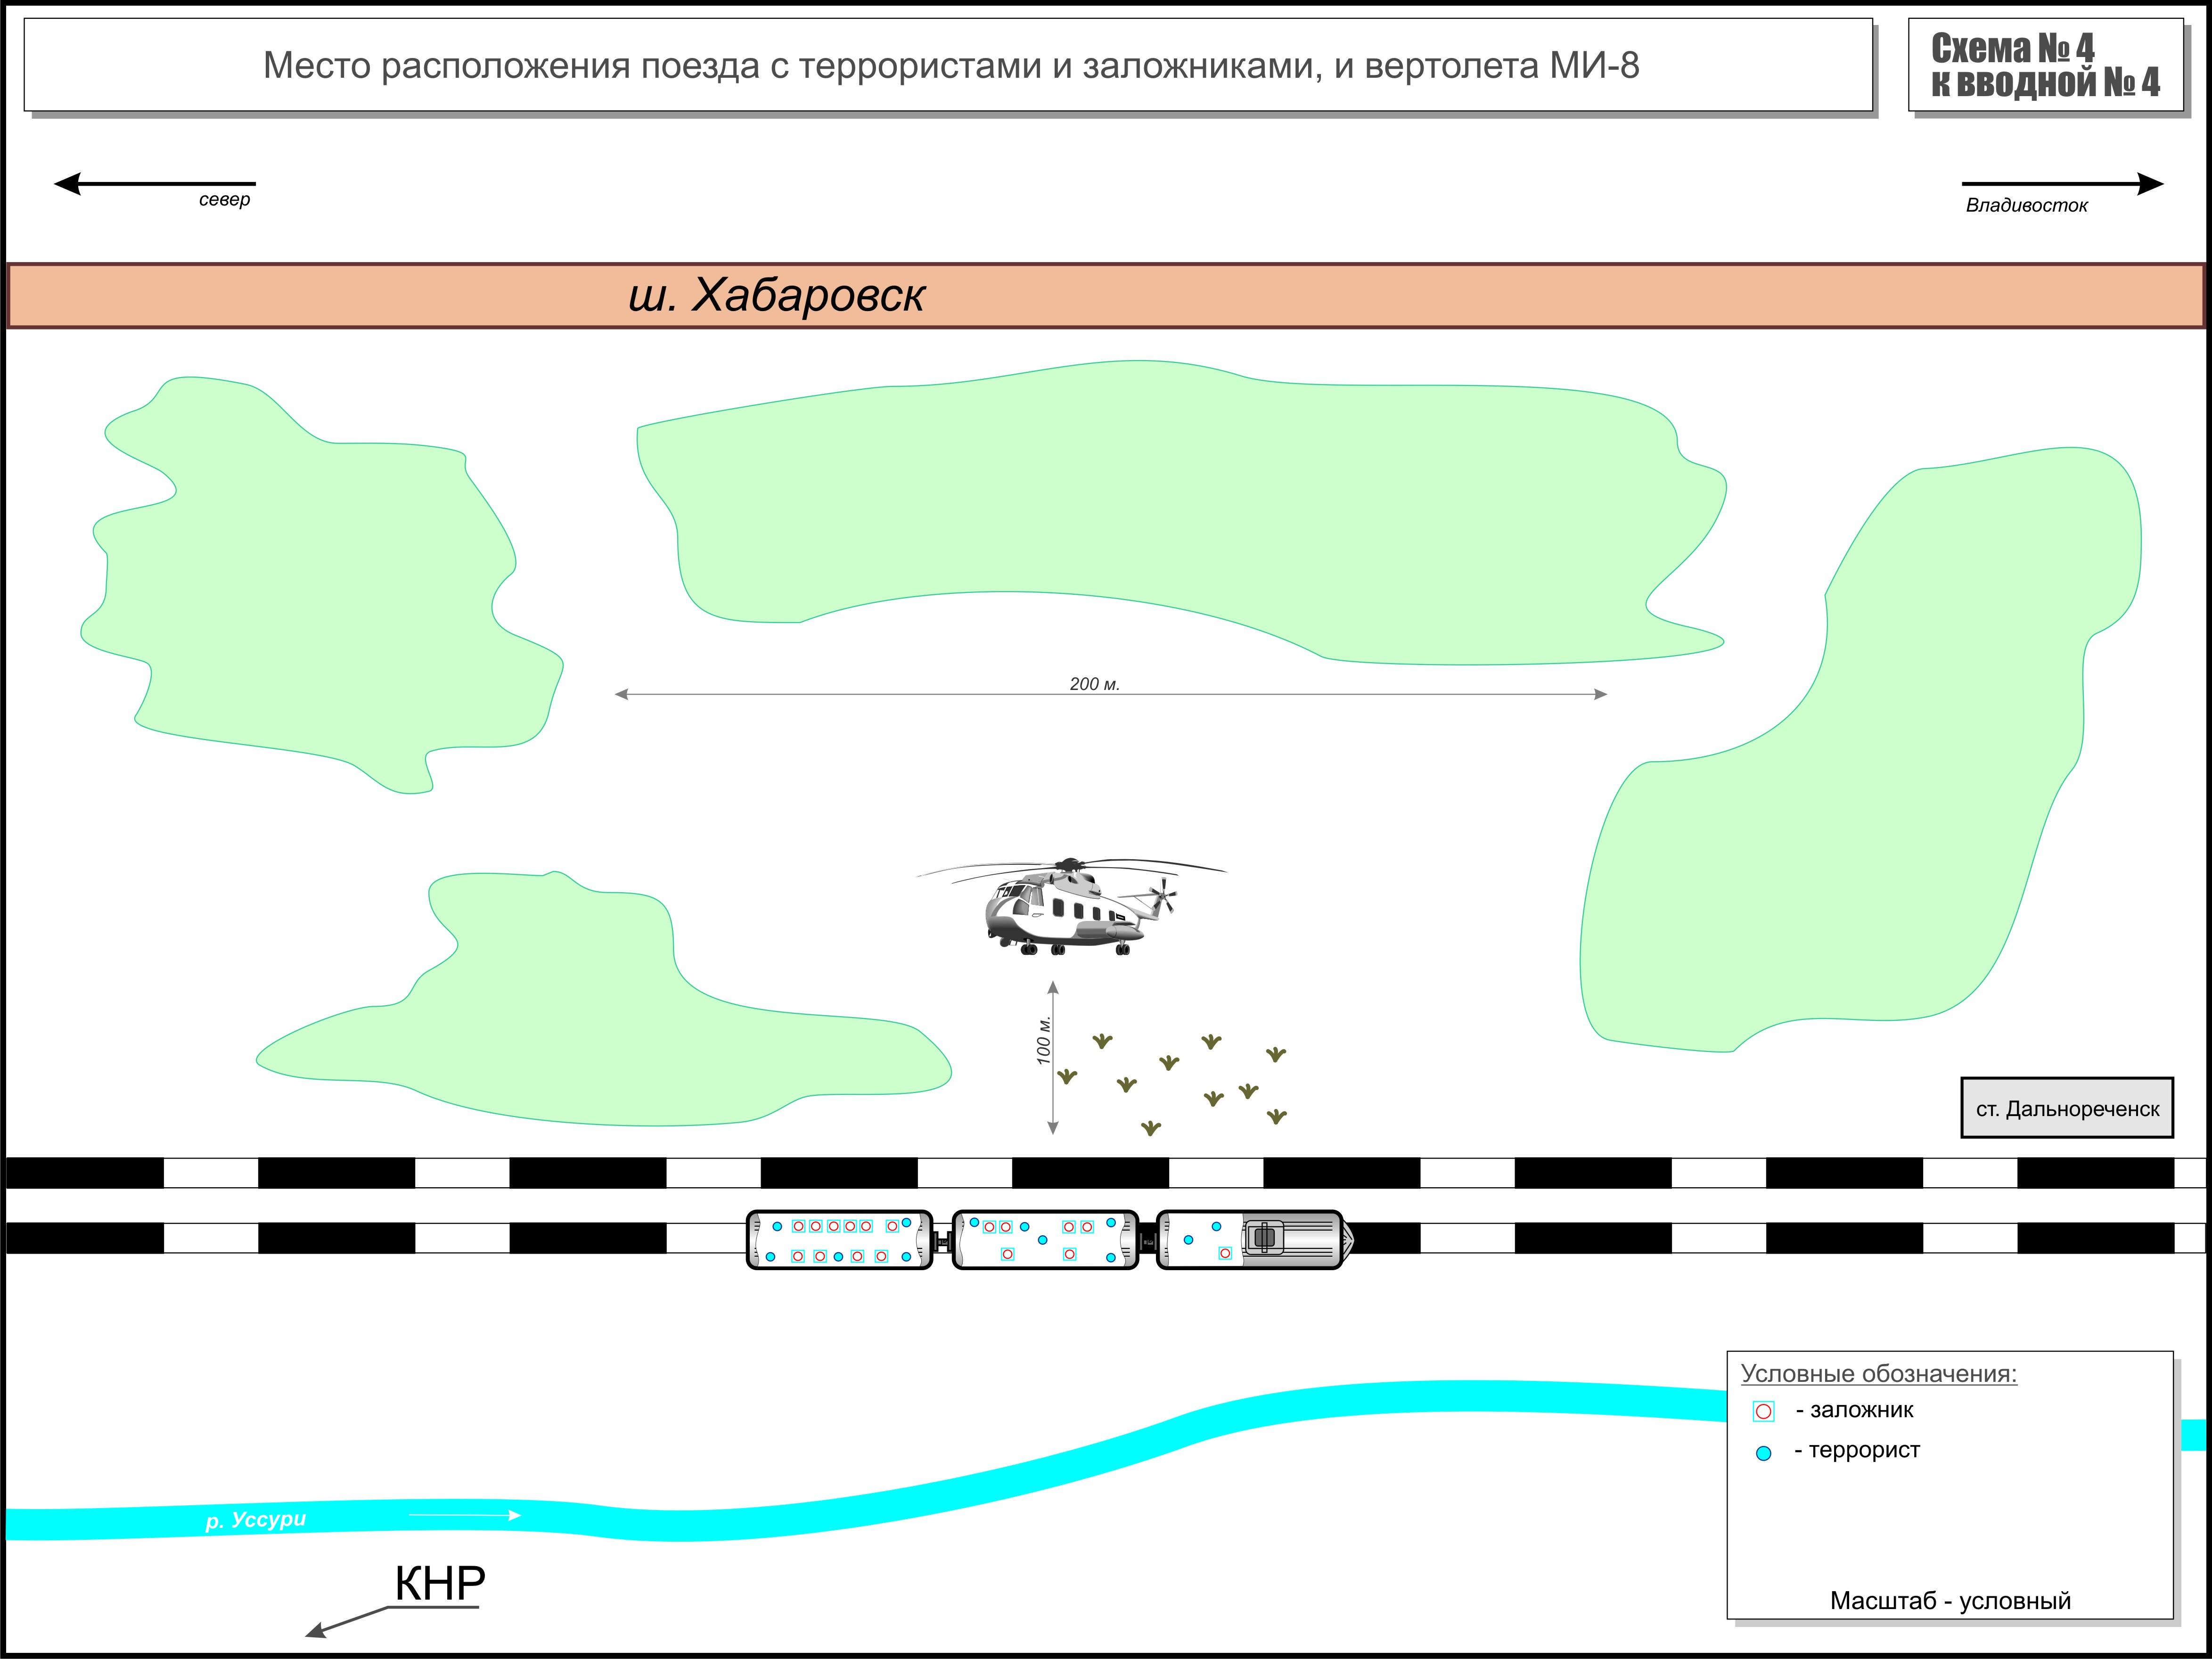 Место расположения поезда с террористами и заложниками, и вертолета МИ-8
Схема № 4
к вводной № 4
север
Владивосток
ш. Хабаровск
200 м.
100 м.
ст. Дальнореченск
Условные обозначения:
- заложник
- террорист
Масштаб - условный
р. Уссури
КНР